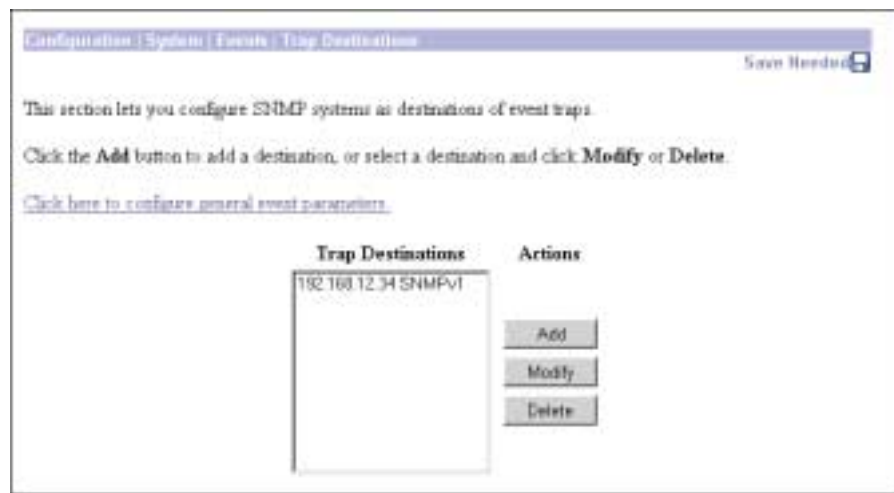 Configuration | System | Events | Trap Destinations
Save Needed
This section lets you configure SNMP systems as destinations of event traps.
Click the Add button to add a destination, or select a destination and click Modify or Delete.
Click here to configure general event parameters.
Trap Destinations Actions
192.168.12.34 SNMPv1
Add
Modify
Delete